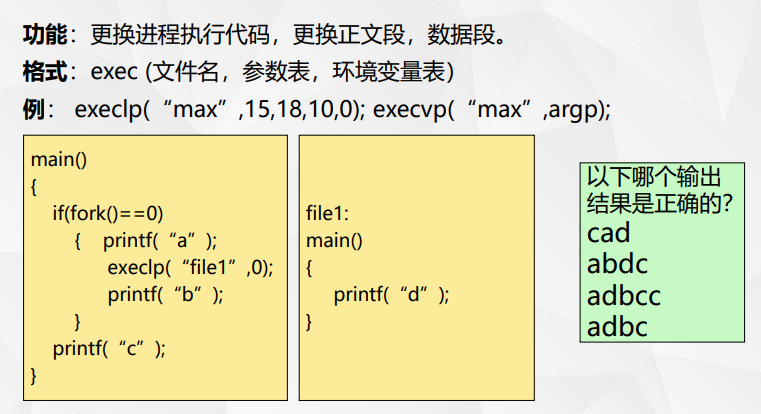 功能：更换进程执行代码，更换正文段，数据段。
格式：exec (文件名，参数表，环境变量表)
例： execlp(“max”,15,18,10,0); execvp(“max”,argp);
main()
{
if(fork()==0)
{ printf(“a”);
execlp(“file1”,0);
printf(“b”);
}
printf(“c”);
}
file1:
main()
{
printf(“d”);
}
以下哪个输出
结果是正确的?
cad
abdc
adbcc
adbc